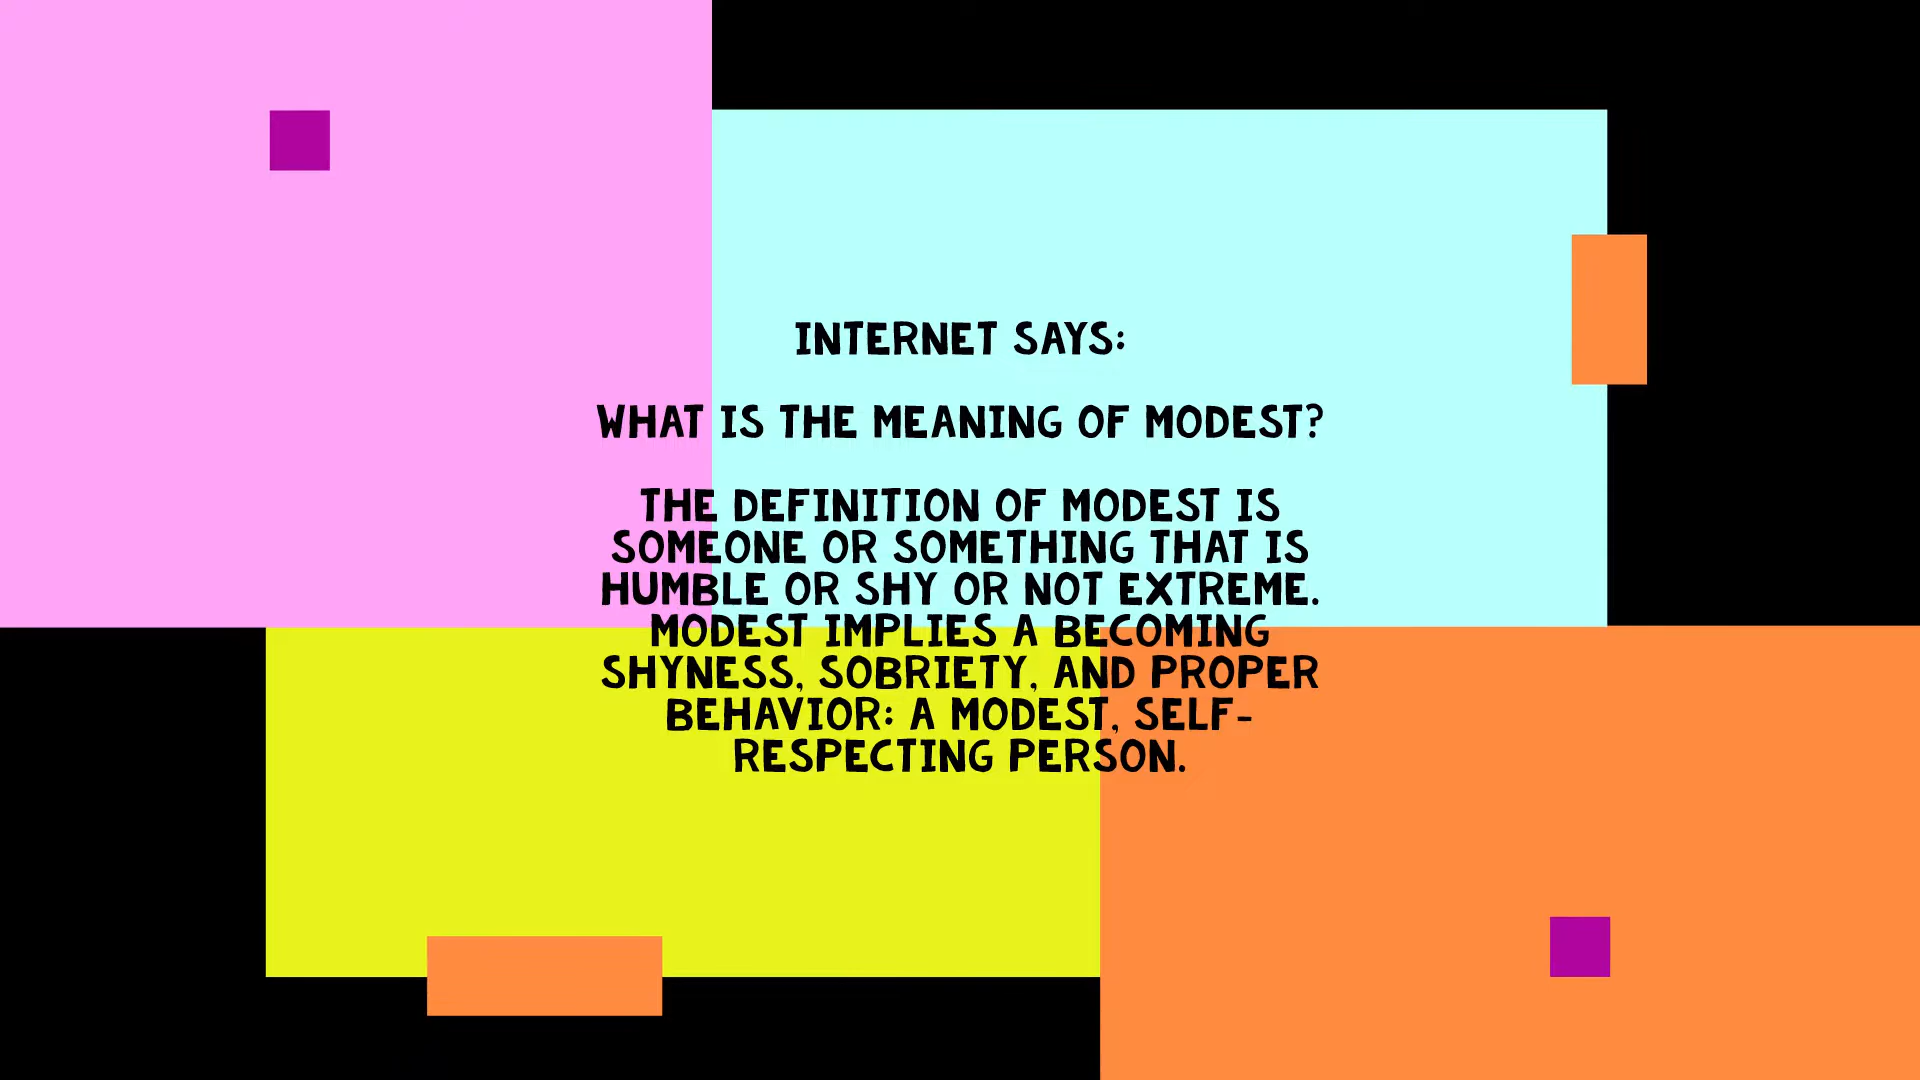 INTERNET SAYS:
WHAT IS THE MEANING OF MODEST?
THE DEFINITION OF MODEST IS
SOMEONE OR SOMETHING THAT IS
HUMBLE OR SHY OR NOT EXTREME.
MODEST IMPLIES A BECOMING
SHYNESS, SOBRIETY, AND PROPER
BEHAVIOR: A MODEST, SELF-
RESPECTING PERSON.